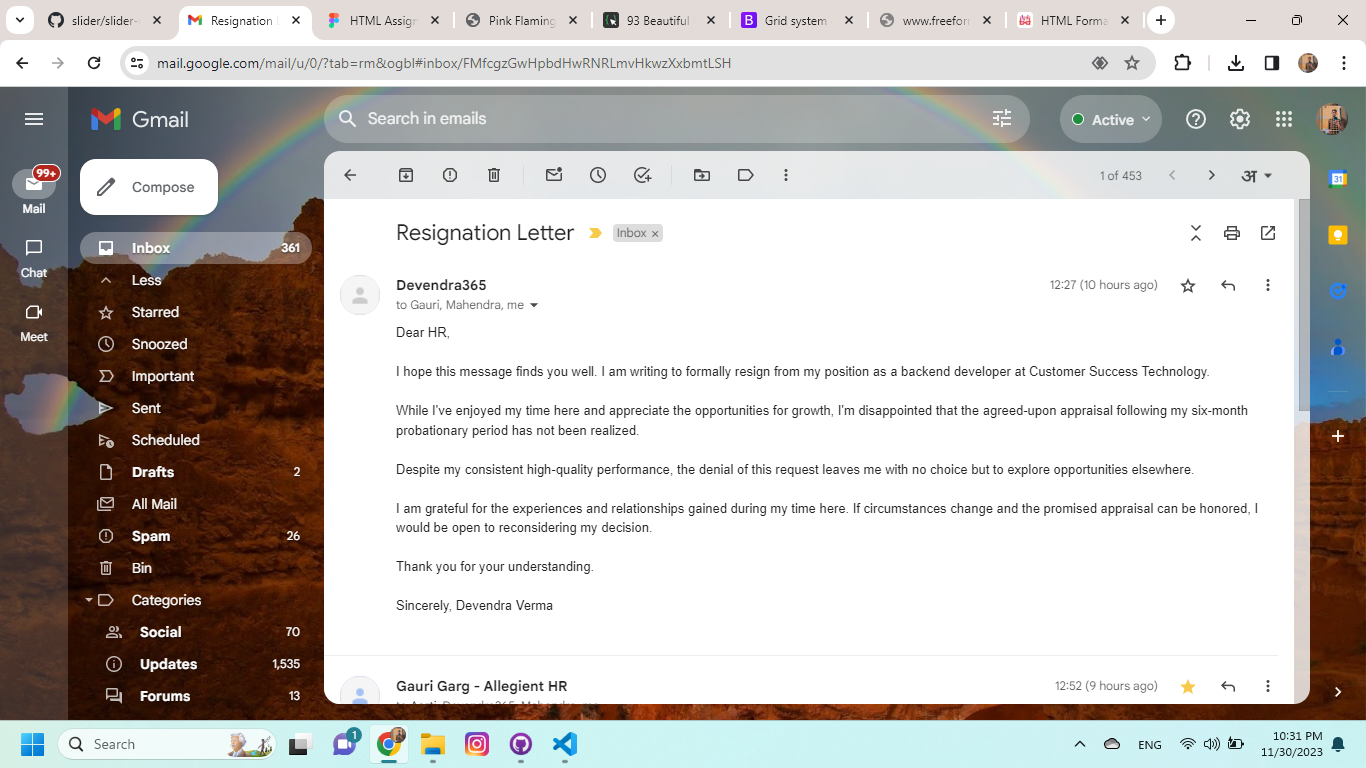 slider/slider-
Resignation L
HTML Assign
Pink Flaming
93 Beautiful
Grid system
www.freefor
HTML Forma
mail.google.com/mail/u/0/?tab=rm&ogbl#inbox/FMfcgzGwHpbdHwRNRLmvHkwzXxbmtLSH
Gmail
Search in emails
Active
99+
Mail
Chat
Meet
Compose
Inbox 361
Less
Starred
Snoozed
Important
Sent
Scheduled
Drafts 2
All Mail
Spam 26
Bin
Categories
Social 70
Updates 1,535
Forums 13
1 of 453
अ
31
Resignation Letter
Inbox ×
Devendra365
12:27 (10 hours ago)
to Gauri, Mahendra, me
Dear HR,
I hope this message finds you well. I am writing to formally resign from my position as a backend developer at Customer Success Technology.
While I've enjoyed my time here and appreciate the opportunities for growth, I'm disappointed that the agreed-upon appraisal following my six-month
probationary period has not been realized.
Despite my consistent high-quality performance, the denial of this request leaves me with no choice but to explore opportunities elsewhere.
I am grateful for the experiences and relationships gained during my time here. If circumstances change and the promised appraisal can be honored, I
would be open to reconsidering my decision.
Thank you for your understanding.
Sincerely, Devendra Verma
Gauri Garg - Allegient HR
12:52 (9 hours ago)
Search
1
ENG
10:31 PM
11/30/2023